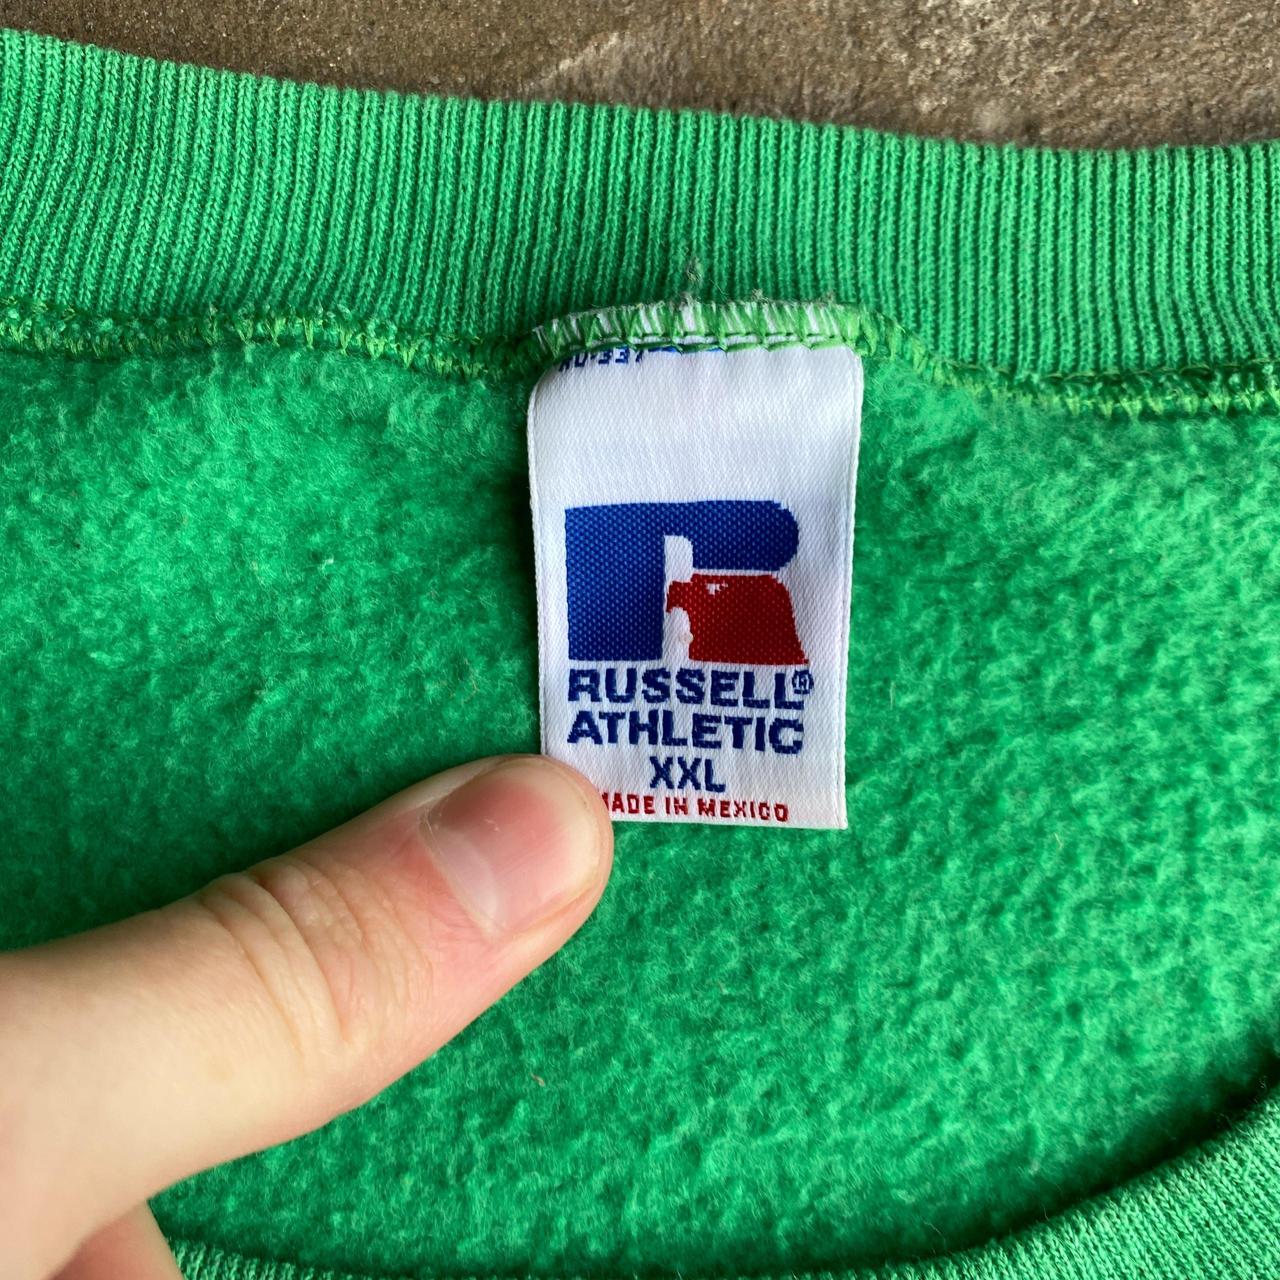 RUSSELL®
ATHLETIC
XXL
MADE IN MEXICO